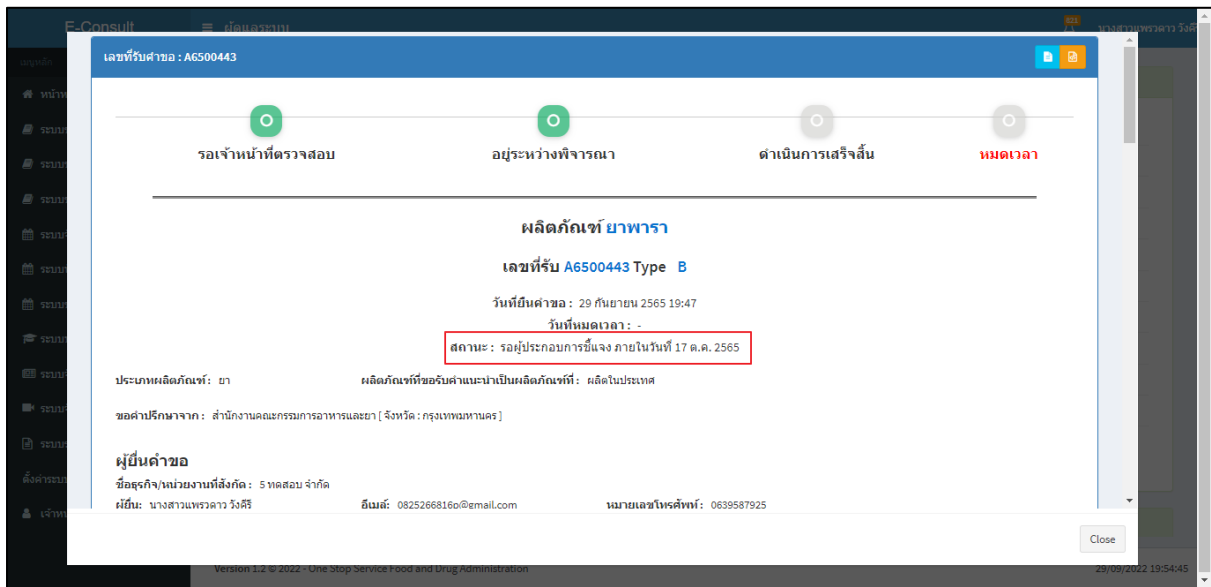 E-Consult
ผู้ดูแลระบบ
เมนูหลัก
เลขที่รับคำขอ : A6500443
รอเจ้าหน้าที่ตรวจสอบ
อยู่ระหว่างพิจารณา
ดำเนินการเสร็จสิ้น
หมดเวลา
ผลิตภัณฑ์ ยาพารา
เลขที่รับ A6500443 Type B
วันที่ยื่นคำขอ : 29 กันยายน 2565 19:47
วันที่หมดเวลา : -
สถานะ : รอผู้ประกอบการชี้แจง ภายในวันที่ 17 ต.ค. 2565
ประเภทผลิตภัณฑ์ : ยา ผลิตภัณฑ์ที่ขอรับคำแนะนำเป็นผลิตภัณฑ์ที่ : ผลิตในประเทศ
ขอคำปรึกษาจาก : สำนักงานคณะกรรมการอาหารและยา [ จังหวัด : กรุงเทพมหานคร ]
ผู้ยื่นคำขอ
ชื่อธุรกิจ/หน่วยงานที่สังกัด : 5 ทดสอบ จำกัด
ผู้ยื่น: นางสาวแพรวดาว วังคีรี อีเมล์: 0825266816p@gmail.com หมายเลขโทรศัพท์ : 0639587925
Close
Version 1.2 © 2022 - One Stop Service Food and Drug Administration
29/09/2022 19:54:45